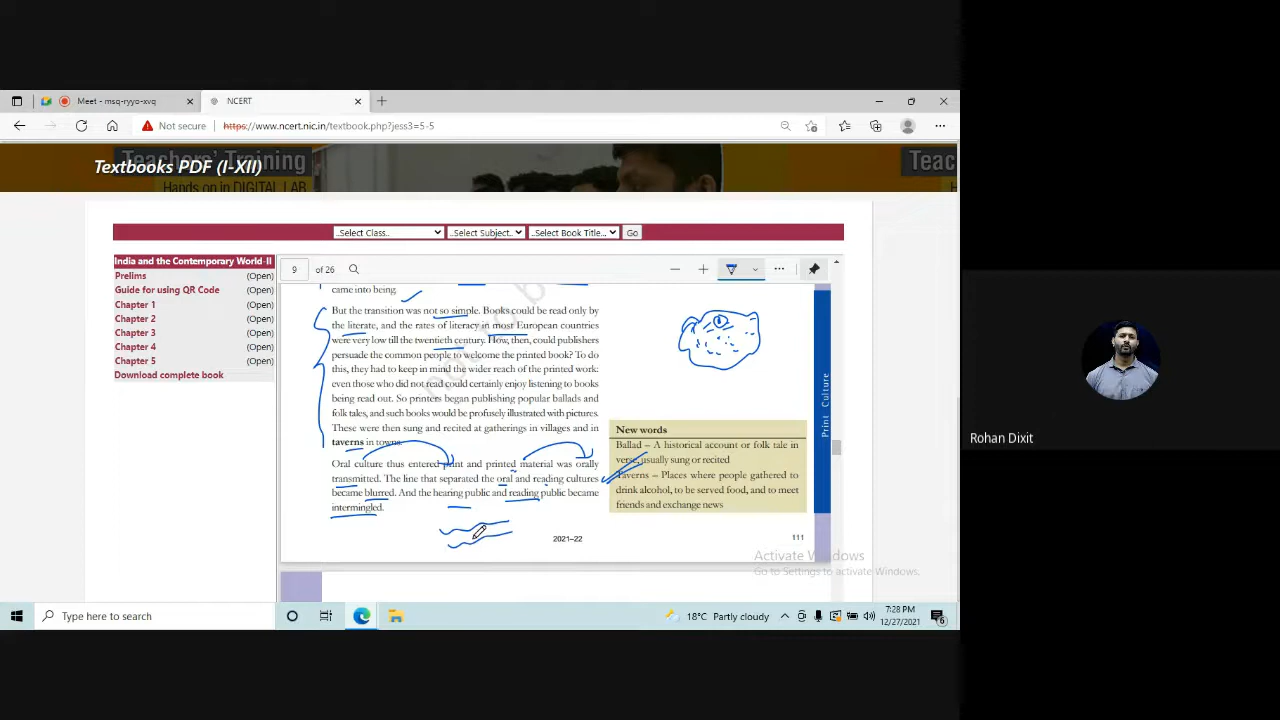 Meet - msq-ryyo-xvq
NCERT
Not secure
https://www.ncert.nic.in/textbook.php?jess3=5-5
Teachers' Training
Hands on in DIGITAL LAB
Textbooks PDF (I-XII)
Teac
Han
..Select Class..
..Select Subject..
..Select Book Title...
Go
India and the Contemporary World-II
Prelims (Open)
Guide for using QR Code (Open)
Chapter 1 (Open)
Chapter 2 (Open)
Chapter 3 (Open)
Chapter 4 (Open)
Chapter 5 (Open)
Download complete book
9 of 26
came into being.
But the transition was not so simple. Books could be read only by
the literate, and the rates of literacy in most European countries
were very low till the twentieth century. How, then, could publishers
persuade the common people to welcome the printed book? To do
this, they had to keep in mind the wider reach of the printed work:
even those who did not read could certainly enjoy listening to books
being read out. So printers began publishing popular ballads and
folk tales, and such books would be profusely illustrated with pictures.
These were then sung and recited at gatherings in villages and in
taverns in towns.
Oral culture thus entered print and printed material was orally
transmitted. The line that separated the oral and reading cultures
became blurred. And the hearing public and reading public became
intermingled.
not to b
New words
Ballad – A historical account or folk tale in
verse, usually sung or recited
Taverns – Places where people gathered to
drink alcohol, to be served food, and to meet
friends and exchange news
Print Culture
2021–22
111
Activate Windows
Go to Settings to activate Windows.
Type here to search
18°C Partly cloudy
7:28 PM
12/27/2021
6
Rohan Dixit